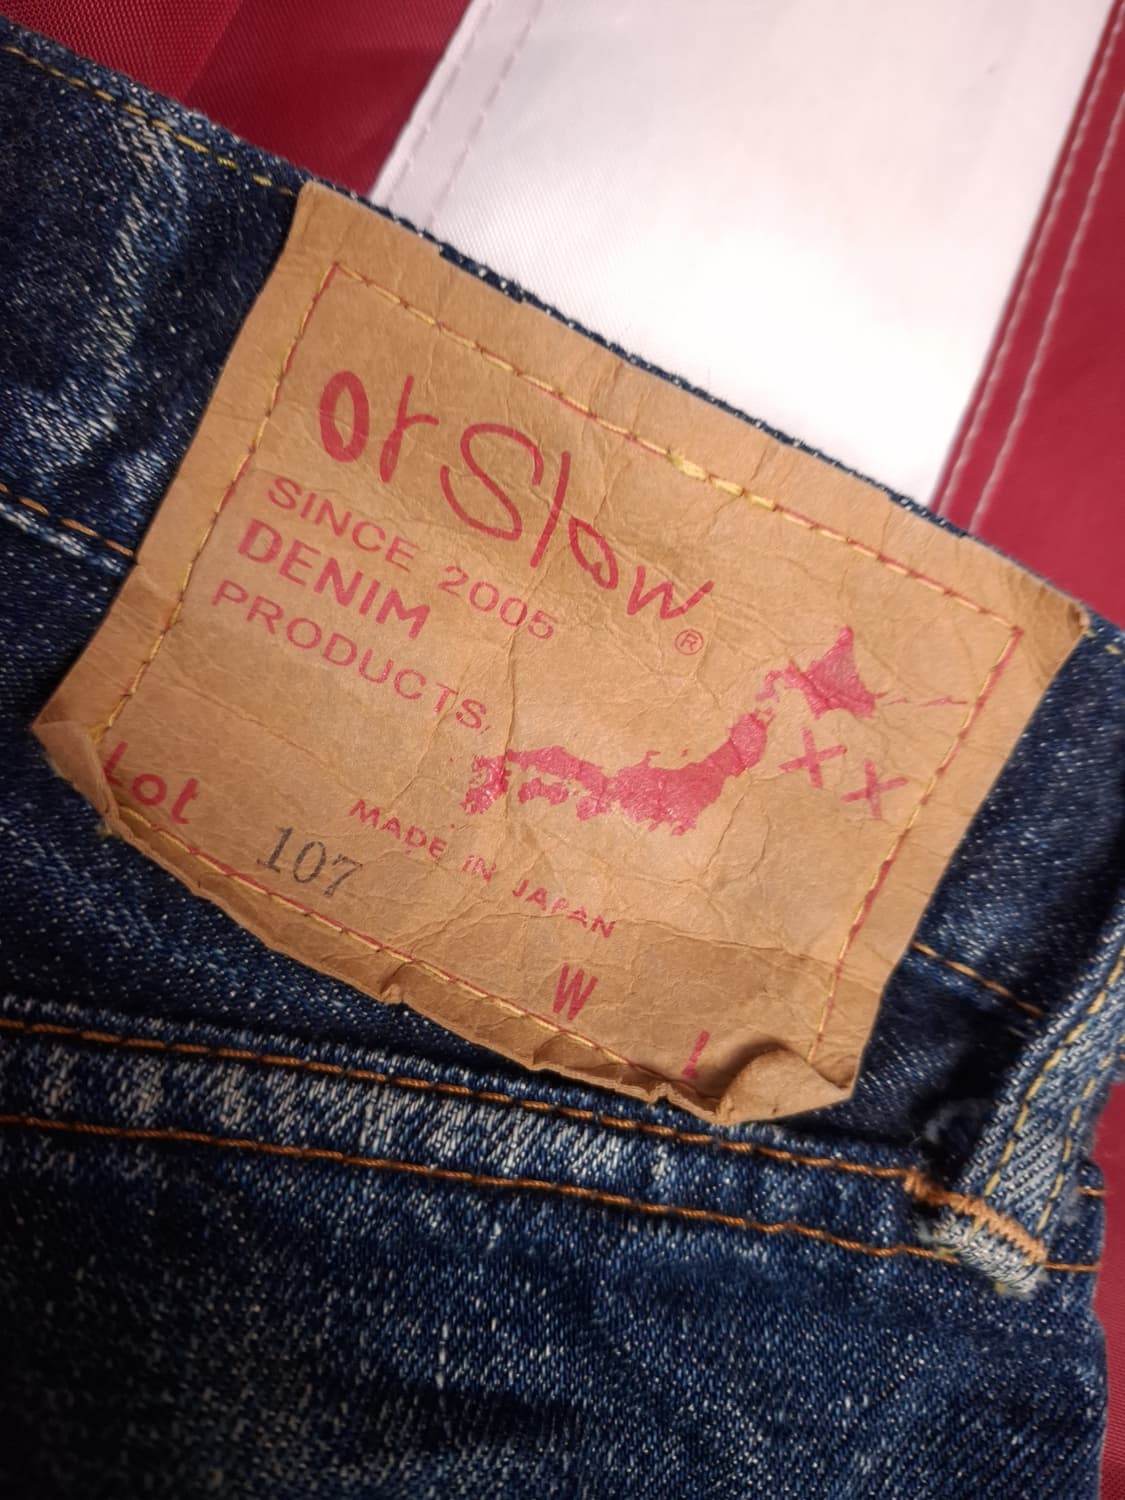 orSlow®
SINCE 2005
DENIM
PRODUCTS,
XX
Lot 107
MADE IN JAPAN
W L